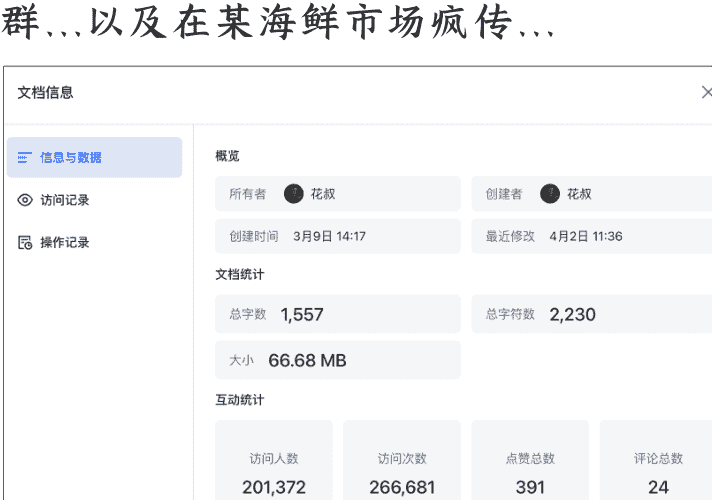 群...以及在某海鲜市场疯传...
文档信息
信息与数据
访问记录
操作记录
概览
所有者 花叔
创建者 花叔
创建时间 3月9日 14:17
最近修改 4月2日 11:36
文档统计
总字数 1,557
总字符数 2,230
大小 66.68 MB
互动统计
访问人数 访问次数 点赞总数 评论总数
201,372 266,681 391 24